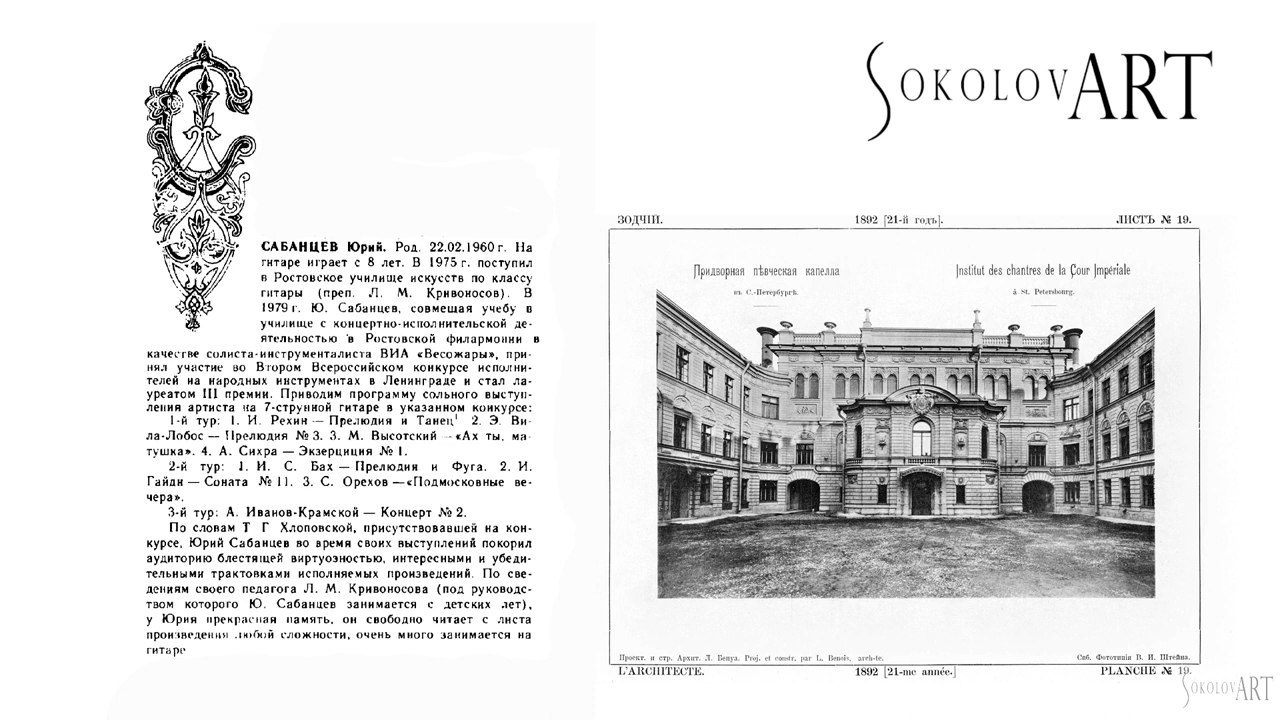 SOKOLOVART
САБАНЦЕВ Юрий. Род. 22.02.1960 г. На
гитаре играет с 8 лет. В 1975 г. поступил
в Ростовское училище искусств по классу
гитары (преп. Л. М. Кривоносов). В
1979 г. Ю. Сабанцев, совмещая учебу в
училище с концертно-исполнительской де-
ятельностью в Ростовской филармонии в
качестве солиста-инструменталиста ВИА «Весожары», при-
нял участие во Втором Всероссийском конкурсе исполни-
телей на народных инструментах в Ленинграде и стал ла-
уреатом III премии. Приводим программу сольного выступ-
ления артиста на 7-струнной гитаре в указанном конкурсе:
1-й тур: 1. И. Рехин — Прелюдия и Танец¹ 2. Э. Ви-
ла-Лобос — Прелюдия № 3. 3. М. Высотский — «Ах ты, ма-
тушка». 4. А. Сихра — Экзерциция № 1.
2-й тур: 1. И. С. Бах — Прелюдия и Фуга. 2. И.
Гайдн — Соната № 11. 3. С. Орехов —«Подмосковные ве-
чера».
3-й тур: А. Иванов-Крамской — Концерт № 2.
По словам Т Г Хлоповской, присутствовавшей на кон-
курсе, Юрий Сабанцев во время своих выступлений покорил
аудиторию блестящей виртуозностью, интересными и убеди-
тельными трактовками исполняемых произведений. По све-
дениям своего педагога Л. М. Кривоносова (под руководс-
твом которого Ю. Сабанцев занимается с детских лет),
у Юрия прекрасная память, он свободно читает с листа
произведения любой сложности, очень много занимается на
гитаре
ЗОДЧІЙ. 1892 [21-й годъ]. ЛИСТЪ № 19.
Придворная пѣвческая капелла Institut des chantres de la Cour Impériale
въ С.-Петербургѣ. à St. Petersbourg.
Проект. и стр. Архит. Л. Бенуа. Proj. et constr. par L. Benois, arch-te. Спб. Фототипія В. И. Штейна.
L'ARCHITECTE. 1892 [21-me année.] PLANCHE № 19.
SOKOLOVART